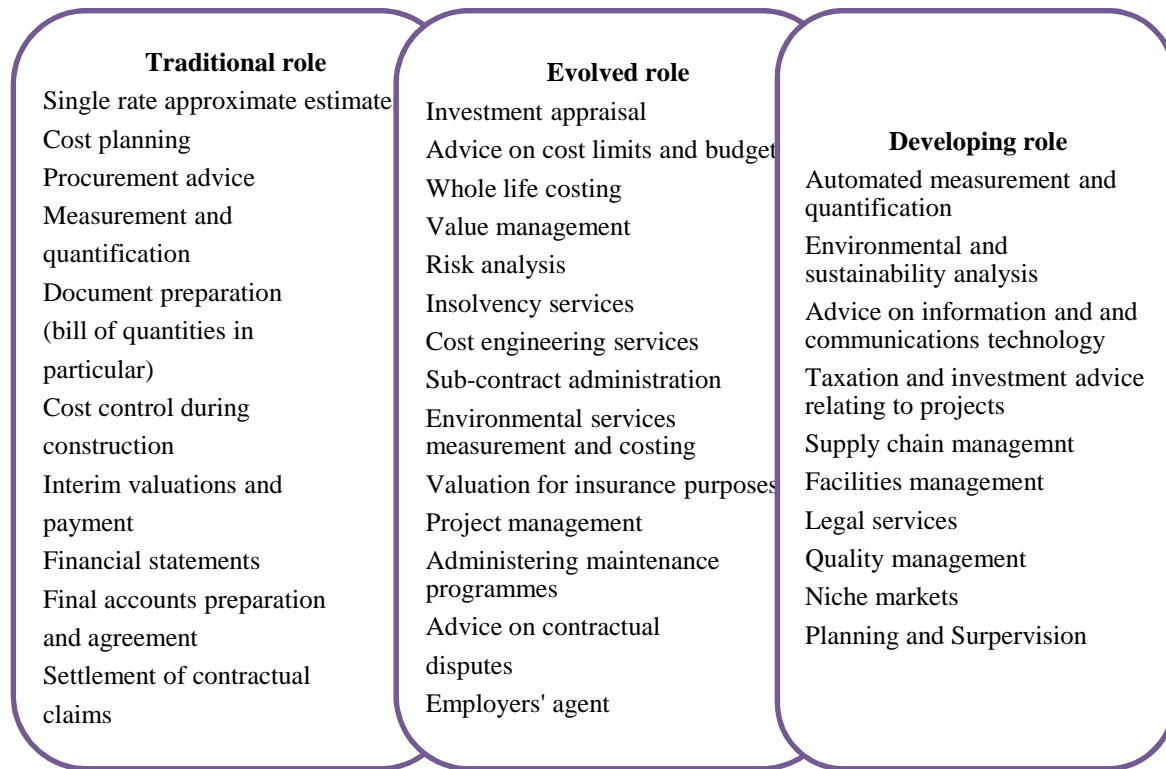 Traditional role
Single rate approximate estimates
Cost planning
Procurement advice
Measurement and
quantification
Document preparation
(bill of quantities in
particular)
Cost control during
construction
Interim valuations and
payment
Financial statements
Final accounts preparation
and agreement
Settlement of contractual
claims
Evolved role
Investment appraisal
Advice on cost limits and budget
Whole life costing
Value management
Risk analysis
Insolvency services
Cost engineering services
Sub-contract administration
Environmental services
measurement and costing
Valuation for insurance purposes
Project management
Administering maintenance
programmes
Advice on contractual
disputes
Employers' agent
Developing role
Automated measurement and
quantification
Environmental and
sustainability analysis
Advice on information and and
communications technology
Taxation and investment advice
relating to projects
Supply chain managemnt
Facilities management
Legal services
Quality management
Niche markets
Planning and Surpervision